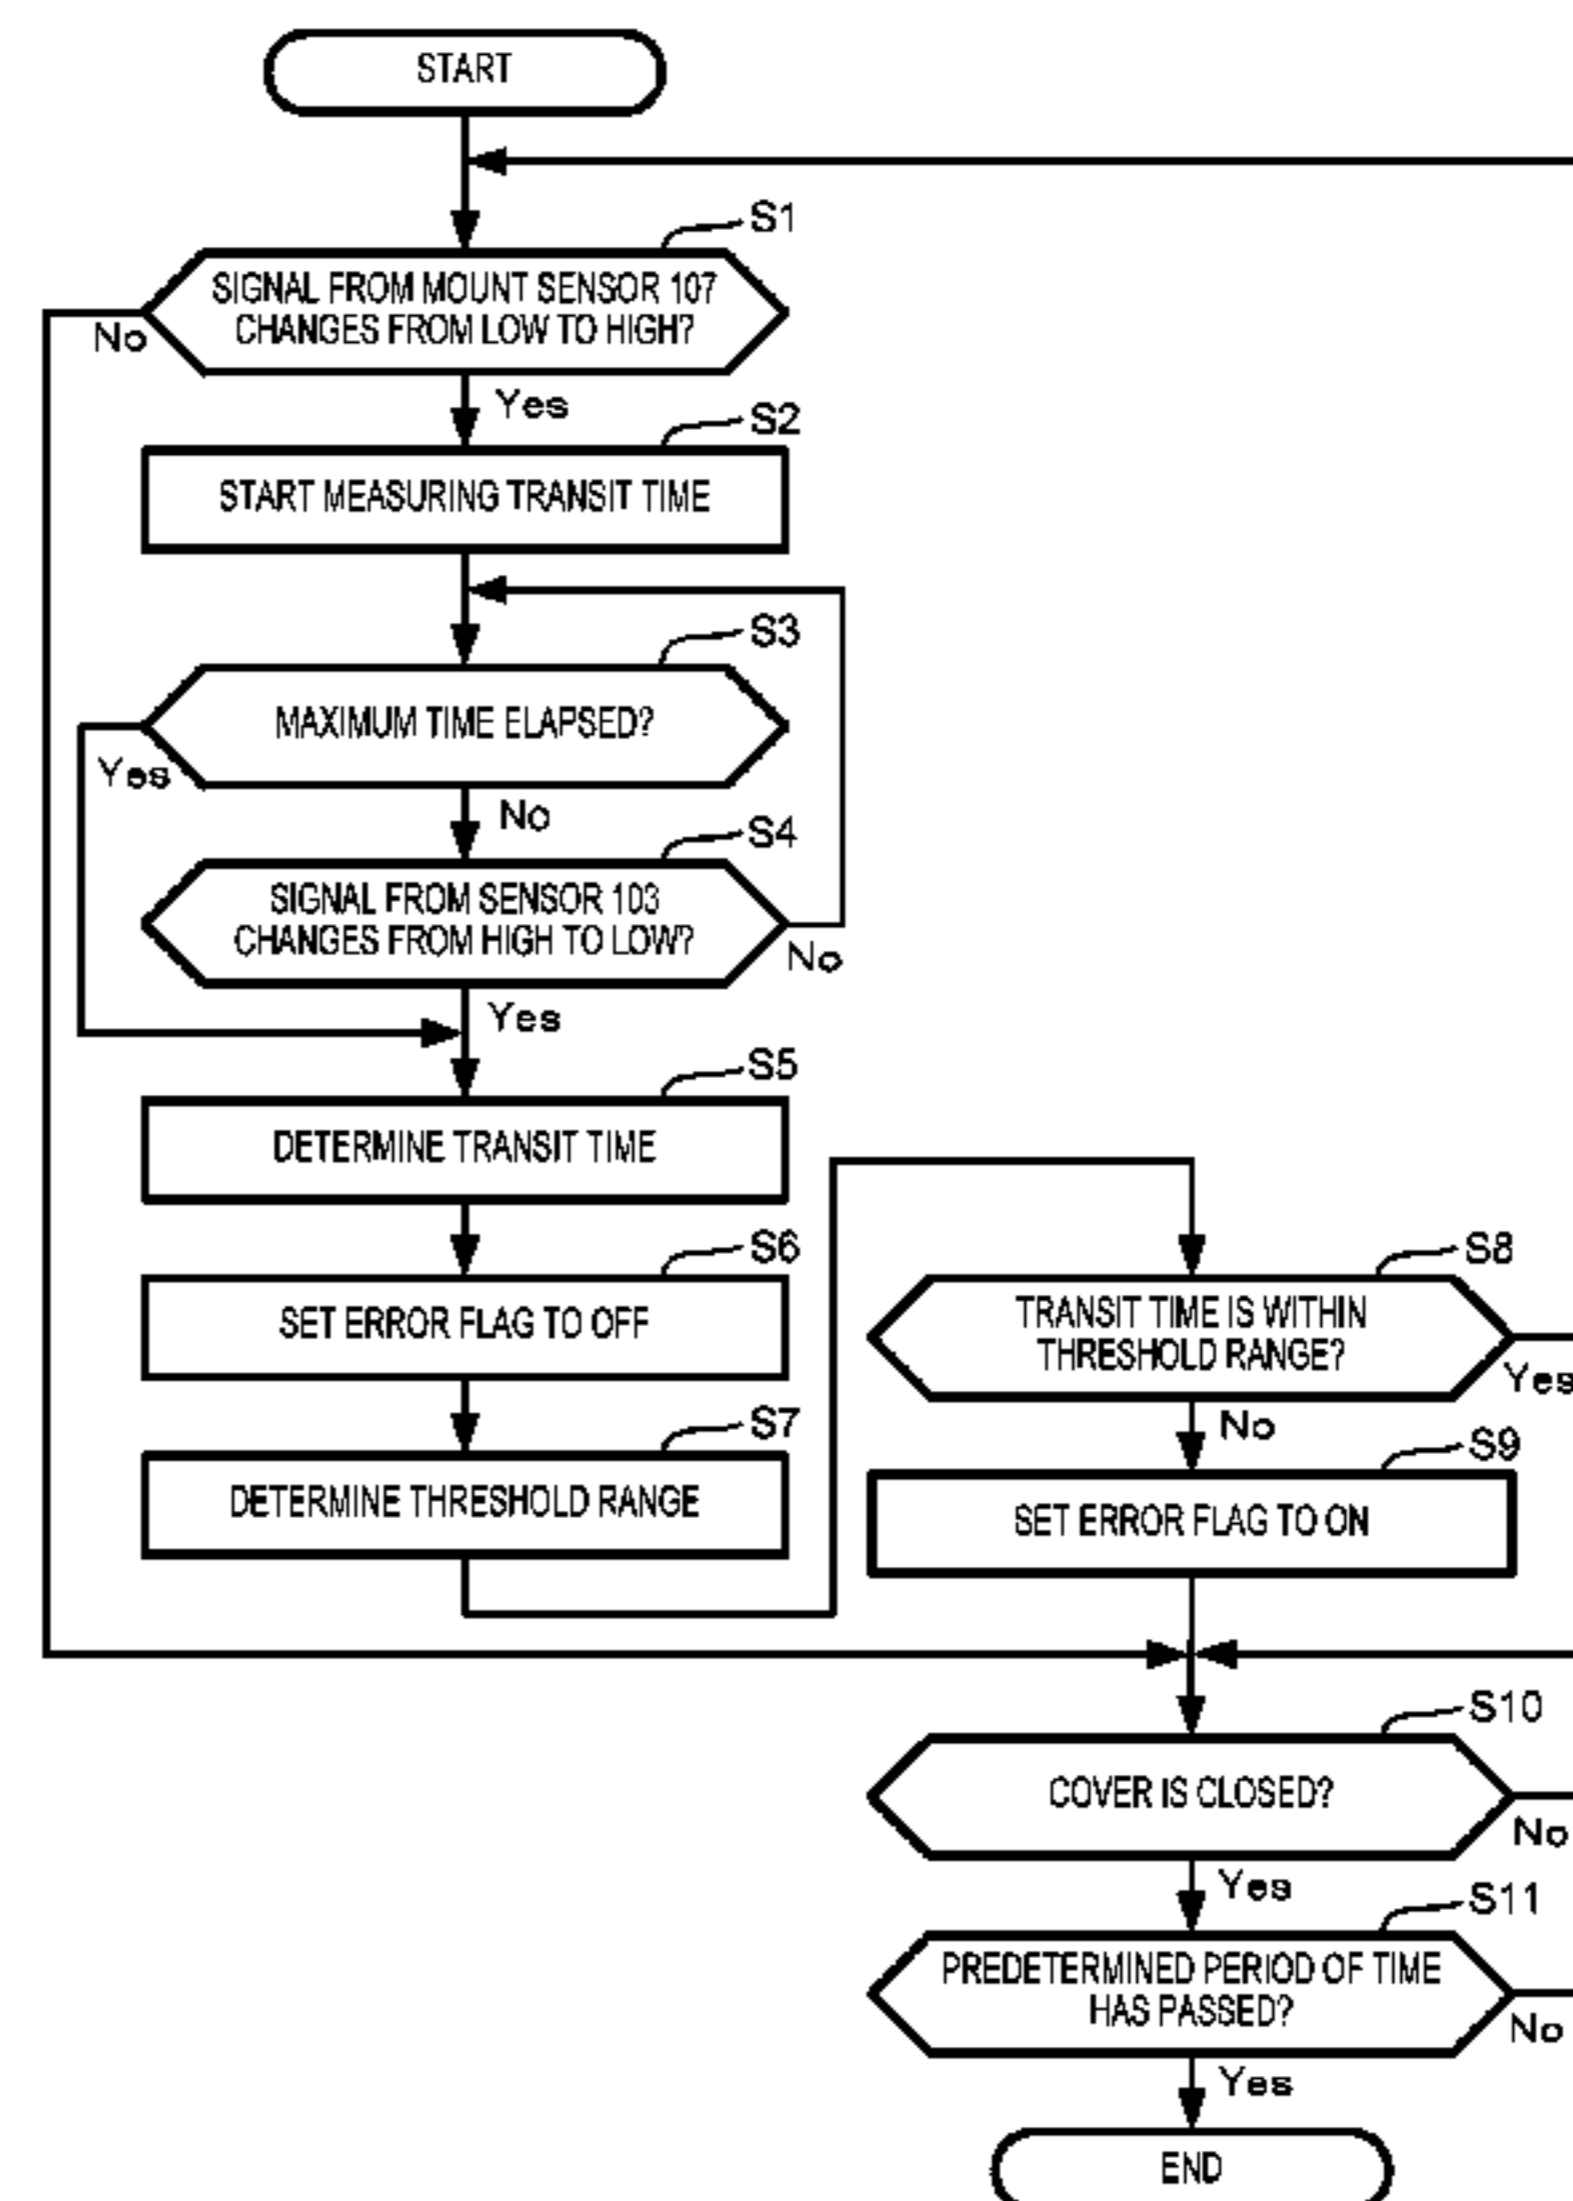 START
S1
SIGNAL FROM MOUNT SENSOR 107
CHANGES FROM LOW TO HIGH?
No
Yes
S2
START MEASURING TRANSIT TIME
S3
MAXIMUM TIME ELAPSED?
Yes
No
S4
SIGNAL FROM SENSOR 103
CHANGES FROM HIGH TO LOW?
No
Yes
S5
DETERMINE TRANSIT TIME
S6
SET ERROR FLAG TO OFF
S7
DETERMINE THRESHOLD RANGE
S8
TRANSIT TIME IS WITHIN
THRESHOLD RANGE?
Yes
No
S9
SET ERROR FLAG TO ON
S10
COVER IS CLOSED?
No
Yes
S11
PREDETERMINED PERIOD OF TIME
HAS PASSED?
No
Yes
END